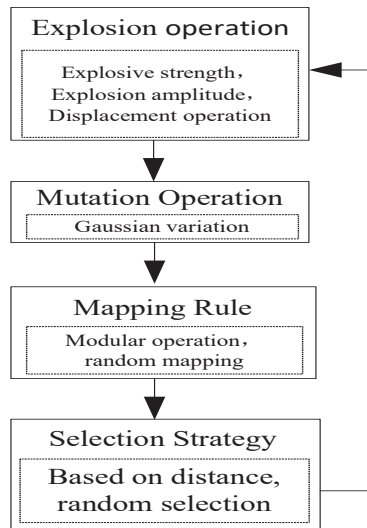 Explosion operation
Explosive strength,
Explosion amplitude,
Displacement operation
Mutation Operation
Gaussian variation
Mapping Rule
Modular operation,
random mapping
Selection Strategy
Based on distance,
random selection